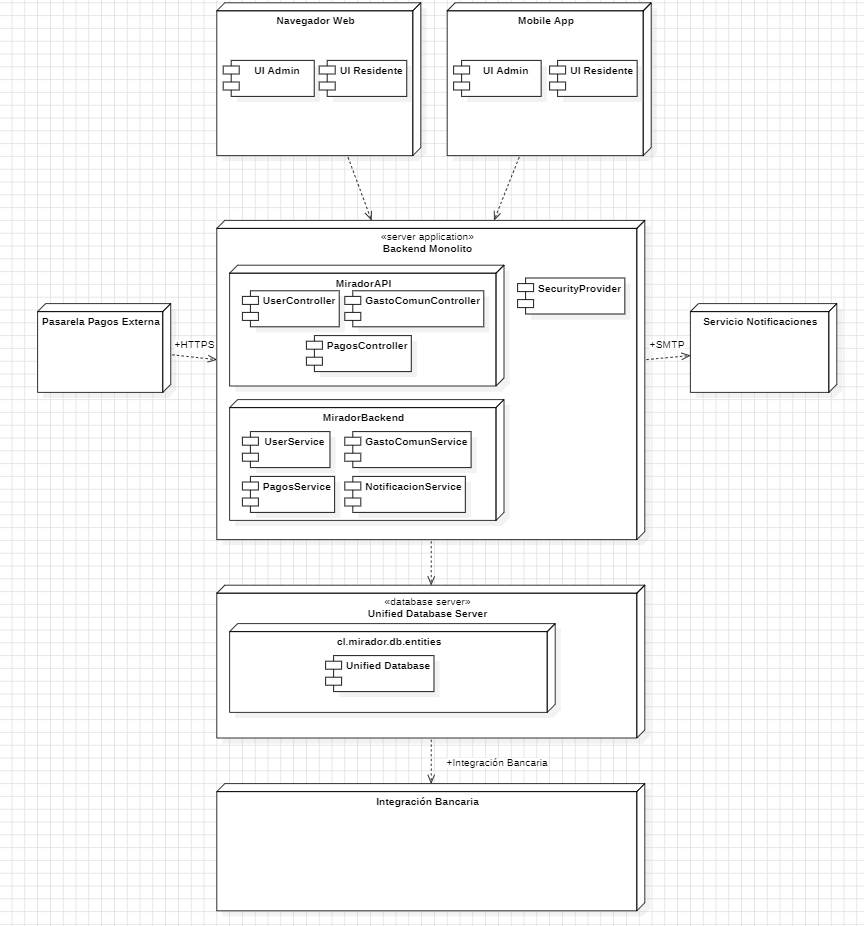 Navegador Web
UI Admin
UI Residente
Mobile App
UI Admin
UI Residente
«server application»
Backend Monolito
MiradorAPI
UserController
GastoComunController
PagosController
SecurityProvider
Pasarela Pagos Externa
+HTTPS
+SMTP
Servicio Notificaciones
MiradorBackend
UserService
GastoComunService
PagosService
NotificacionService
«database server»
Unified Database Server
cl.mirador.db.entities
Unified Database
+Integración Bancaria
Integración Bancaria